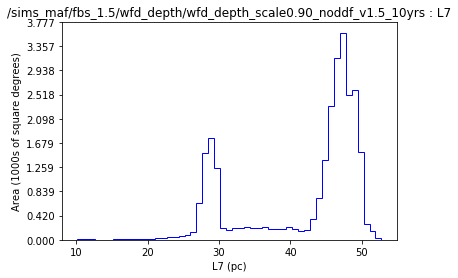 /sims_maf/fbs_1.5/wfd_depth/wfd_depth_scale0.90_noddf_v1.5_10yrs : L7
3.777
3.357
2.938
2.518
2.098
1.679
1.259
0.839
0.420
0.000
Area (1000s of square degrees)
10 20 30 40 50
L7 (pc)